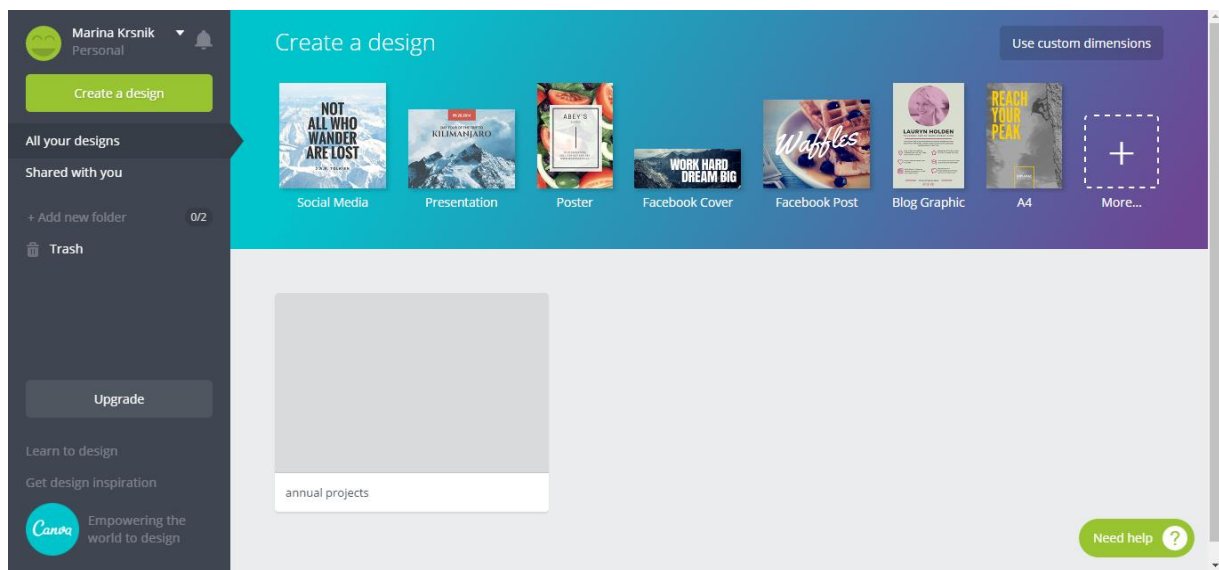 Marina Krsnik
Personal
Create a design
All your designs
Shared with you
+ Add new folder 0/2
Trash
Upgrade
Learn to design
Get design inspiration
Canva
Empowering the
world to design
Create a design
Use custom dimensions
NOT
ALL WHO
WANDER
ARE LOST
Social Media
KILIMANJARO
Presentation
ABEY'S
Poster
WORK HARD
DREAM BIG
Facebook Cover
Waffles
Facebook Post
LAURYN HOLDEN
Blog Graphic
REACH
YOUR
PEAK
A4
+
More...
annual projects
Need help ?